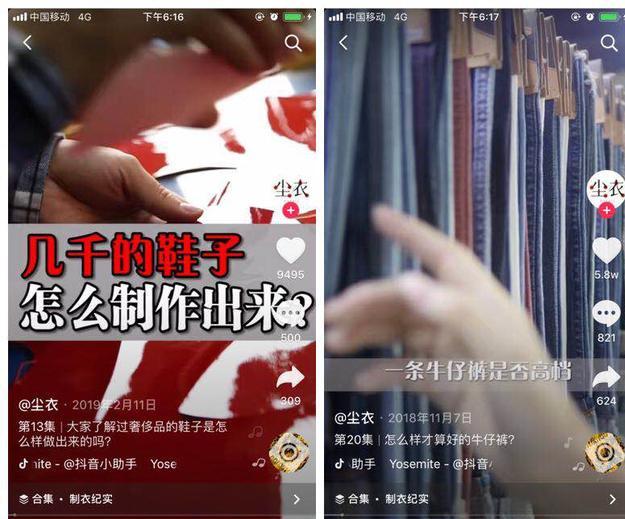 中国移动 4G 下午6:16
尘衣
几千的鞋子
怎么制作出来?
9495
500
309
@尘衣 · 2019年2月11日
第13集 | 大家了解过奢侈品的鞋子是怎
么样做出来的吗?
nite - @抖音小助手 Yose
合集 · 制衣纪实
中国移动 4G 下午6:17
尘衣
5.8w
821
一条牛仔裤是否高档
624
@尘衣 · 2018年11月7日
第20集 | 怎么样才算好的牛仔裤?
助手 Yosemite - @抖音
合集 · 制衣纪实